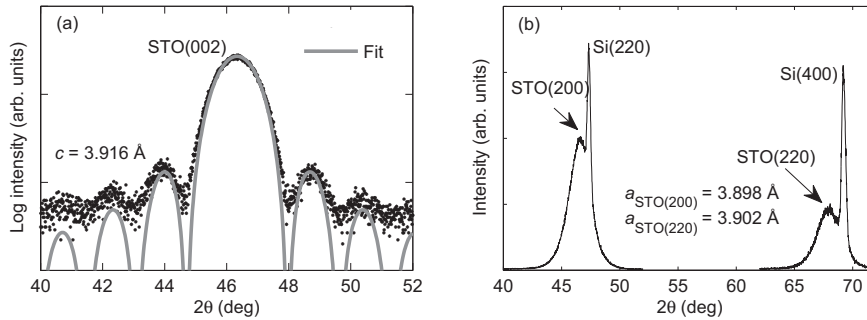 (a)
STO(002)
Fit
c = 3.916 Å
Log intensity (arb. units)
40 42 44 46 48 50 52
2θ (deg)
(b)
Si(220)
STO(200)
Si(400)
STO(220)
aSTO(200) = 3.898 Å
aSTO(220) = 3.902 Å
Intensity (arb. units)
40 45 50 55 60 65 70
2θ (deg)